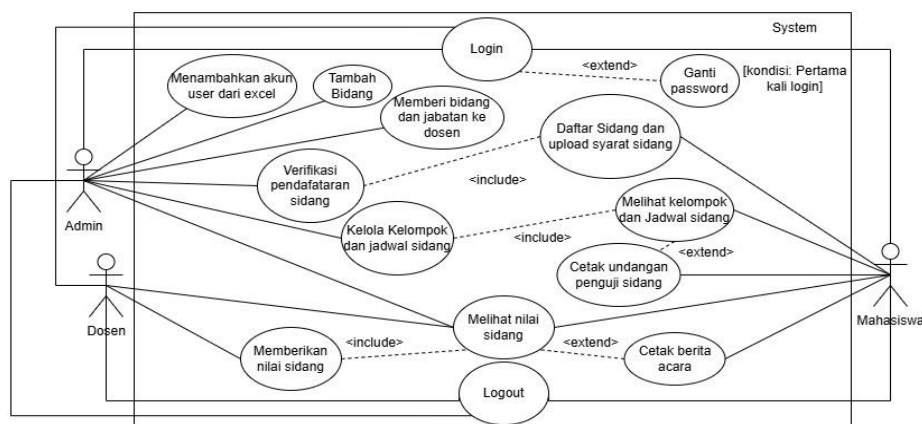 System
Login
<extend>
Ganti
password
[kondisi: Pertama
kali login]
Menambahkan akun
user dari excel
Tambah
Bidang
Memberi bidang
dan jabatan ke
dosen
Daftar Sidang dan
upload syarat sidang
Verifikasi
pendafataran
sidang
<include>
Melihat kelompok
dan Jadwal sidang
Admin
Kelola Kelompok
dan jadwal sidang
<include>
<extend>
Cetak undangan
penguji sidang
Dosen
Mahasiswa
Melihat nilai
sidang
Memberikan
nilai sidang
<include>
<extend>
Cetak berita
acara
Logout